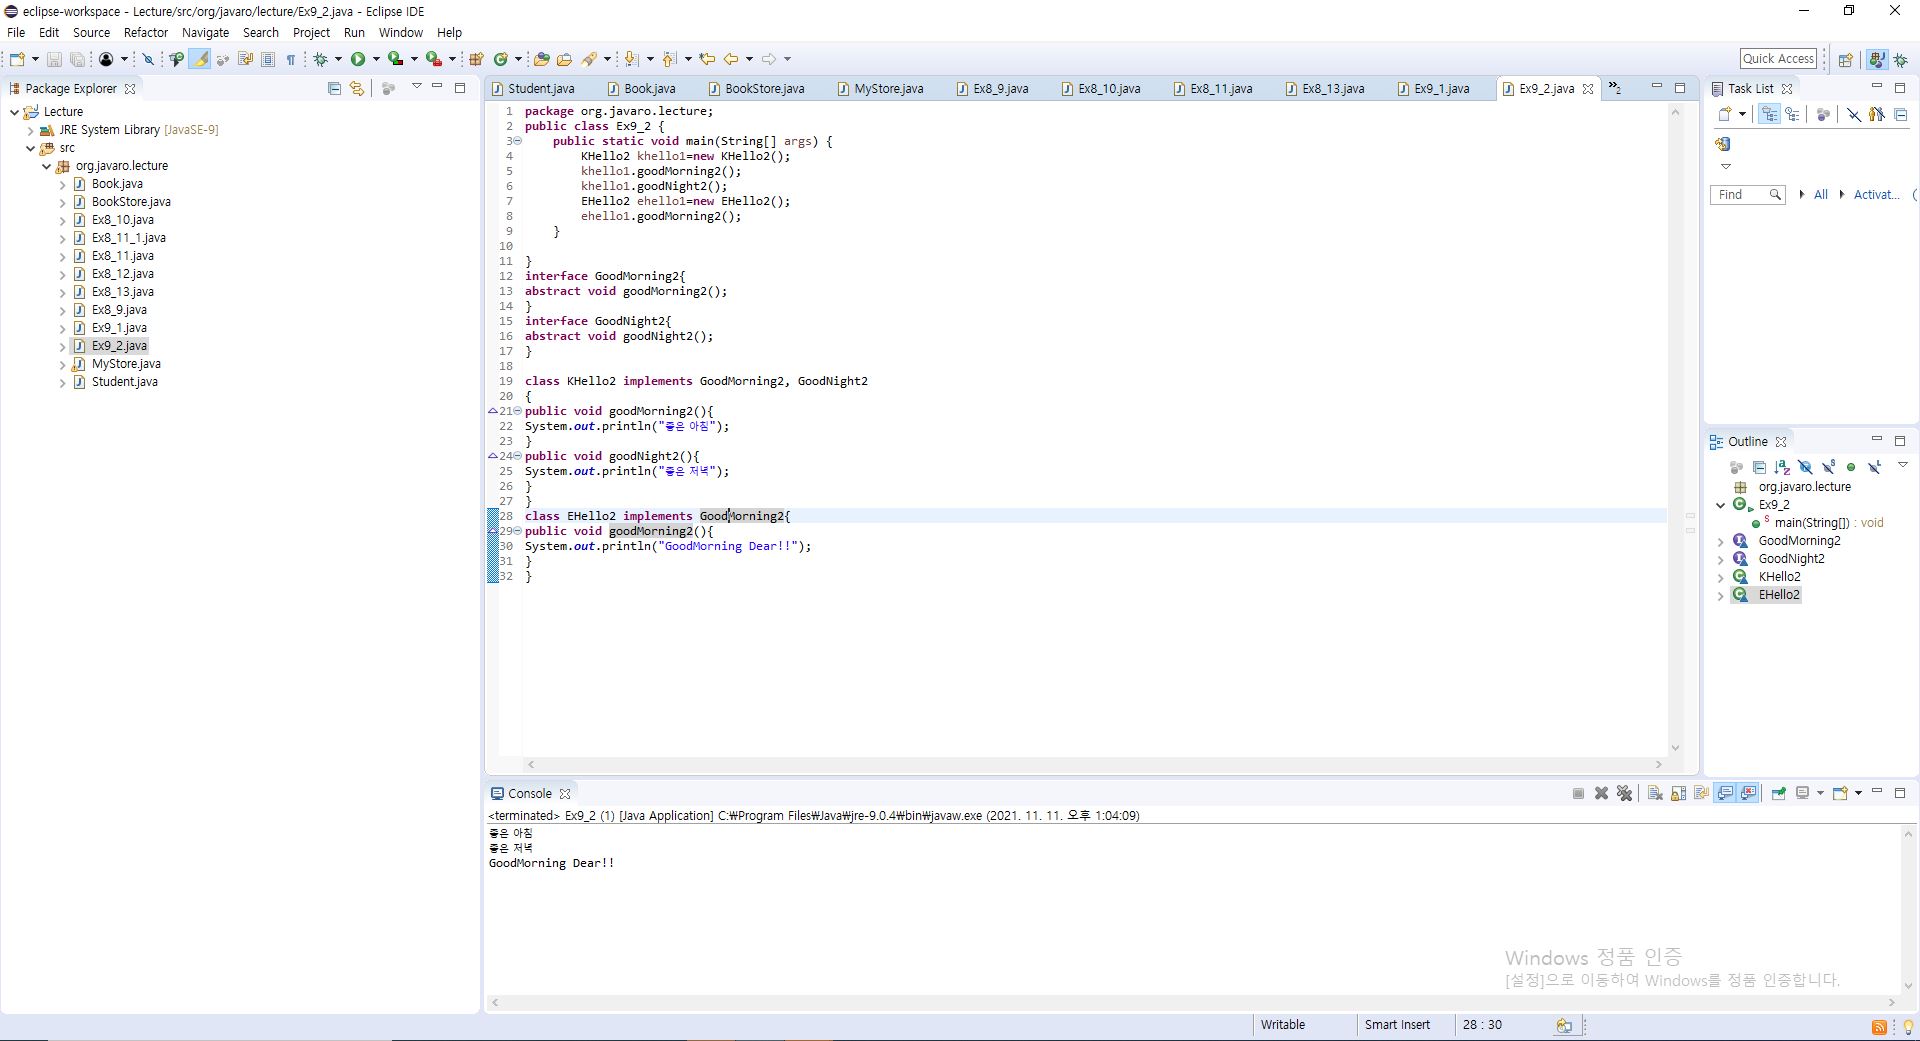 eclipse-workspace - Lecture/src/org/javaro/lecture/Ex9_2.java - Eclipse IDE
File Edit Source Refactor Navigate Search Project Run Window Help
Quick Access
Package Explorer
Lecture
JRE System Library [JavaSE-9]
src
org.javaro.lecture
Book.java
BookStore.java
Ex8_10.java
Ex8_11_1.java
Ex8_11.java
Ex8_12.java
Ex8_13.java
Ex8_9.java
Ex9_1.java
Ex9_2.java
MyStore.java
Student.java
Student.java Book.java BookStore.java MyStore.java Ex8_9.java Ex8_10.java Ex8_11.java Ex8_13.java Ex9_1.java Ex9_2.java »2
1 package org.javaro.lecture;
2 public class Ex9_2 {
3 public static void main(String[] args) {
4 KHello2 khello1=new KHello2();
5 khello1.goodMorning2();
6 khello1.goodNight2();
7 EHello2 ehello1=new EHello2();
8 ehello1.goodMorning2();
9 }
10
11 }
12 interface GoodMorning2{
13 abstract void goodMorning2();
14 }
15 interface GoodNight2{
16 abstract void goodNight2();
17 }
18
19 class KHello2 implements GoodMorning2, GoodNight2
20 {
21 public void goodMorning2(){
22 System.out.println("좋은 아침");
23 }
24 public void goodNight2(){
25 System.out.println("좋은 저녁");
26 }
27 }
28 class EHello2 implements GoodMorning2{
29 public void goodMorning2(){
30 System.out.println("GoodMorning Dear!!");
31 }
32 }
Task List
Find All Activat...
Outline
org.javaro.lecture
Ex9_2
main(String[]) : void
GoodMorning2
GoodNight2
KHello2
EHello2
Console
<terminated> Ex9_2 (1) [Java Application] C:₩Program Files₩Java₩jre-9.0.4₩bin₩javaw.exe (2021. 11. 11. 오후 1:04:09)
좋은 아침
좋은 저녁
GoodMorning Dear!!
Windows 정품 인증
[설정]으로 이동하여 Windows를 정품 인증합니다.
Writable Smart Insert 28 : 30